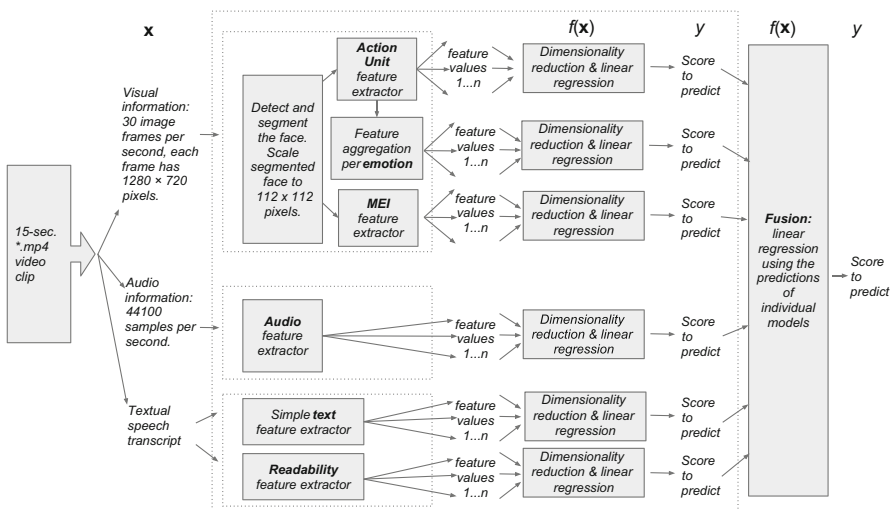 x
f(x)
y
f(x)
y
15-sec.
*.mp4
video
clip
Visual
information:
30 image
frames per
second, each
frame has
1280 × 720
pixels.
Audio
information:
44100
samples per
second.
Textual
speech
transcript
Detect and
segment
the face.
Scale
segmented
face to
112 x 112
pixels.
Action
Unit
feature
extractor
feature
values
1...n
Dimensionality
reduction & linear
regression
Score
to
predict
Feature
aggregation
per emotion
feature
values
1...n
Dimensionality
reduction & linear
regression
Score
to
predict
MEI
feature
extractor
feature
values
1...n
Dimensionality
reduction & linear
regression
Score
to
predict
Audio
feature
extractor
feature
values
1...n
Dimensionality
reduction & linear
regression
Score
to
predict
Simple text
feature extractor
feature
values
1...n
Dimensionality
reduction & linear
regression
Score
to
predict
Readability
feature extractor
feature
values
1...n
Dimensionality
reduction & linear
regression
Score
to
predict
Fusion:
linear
regression
using the
predictions
of
individual
models
Score
to
predict